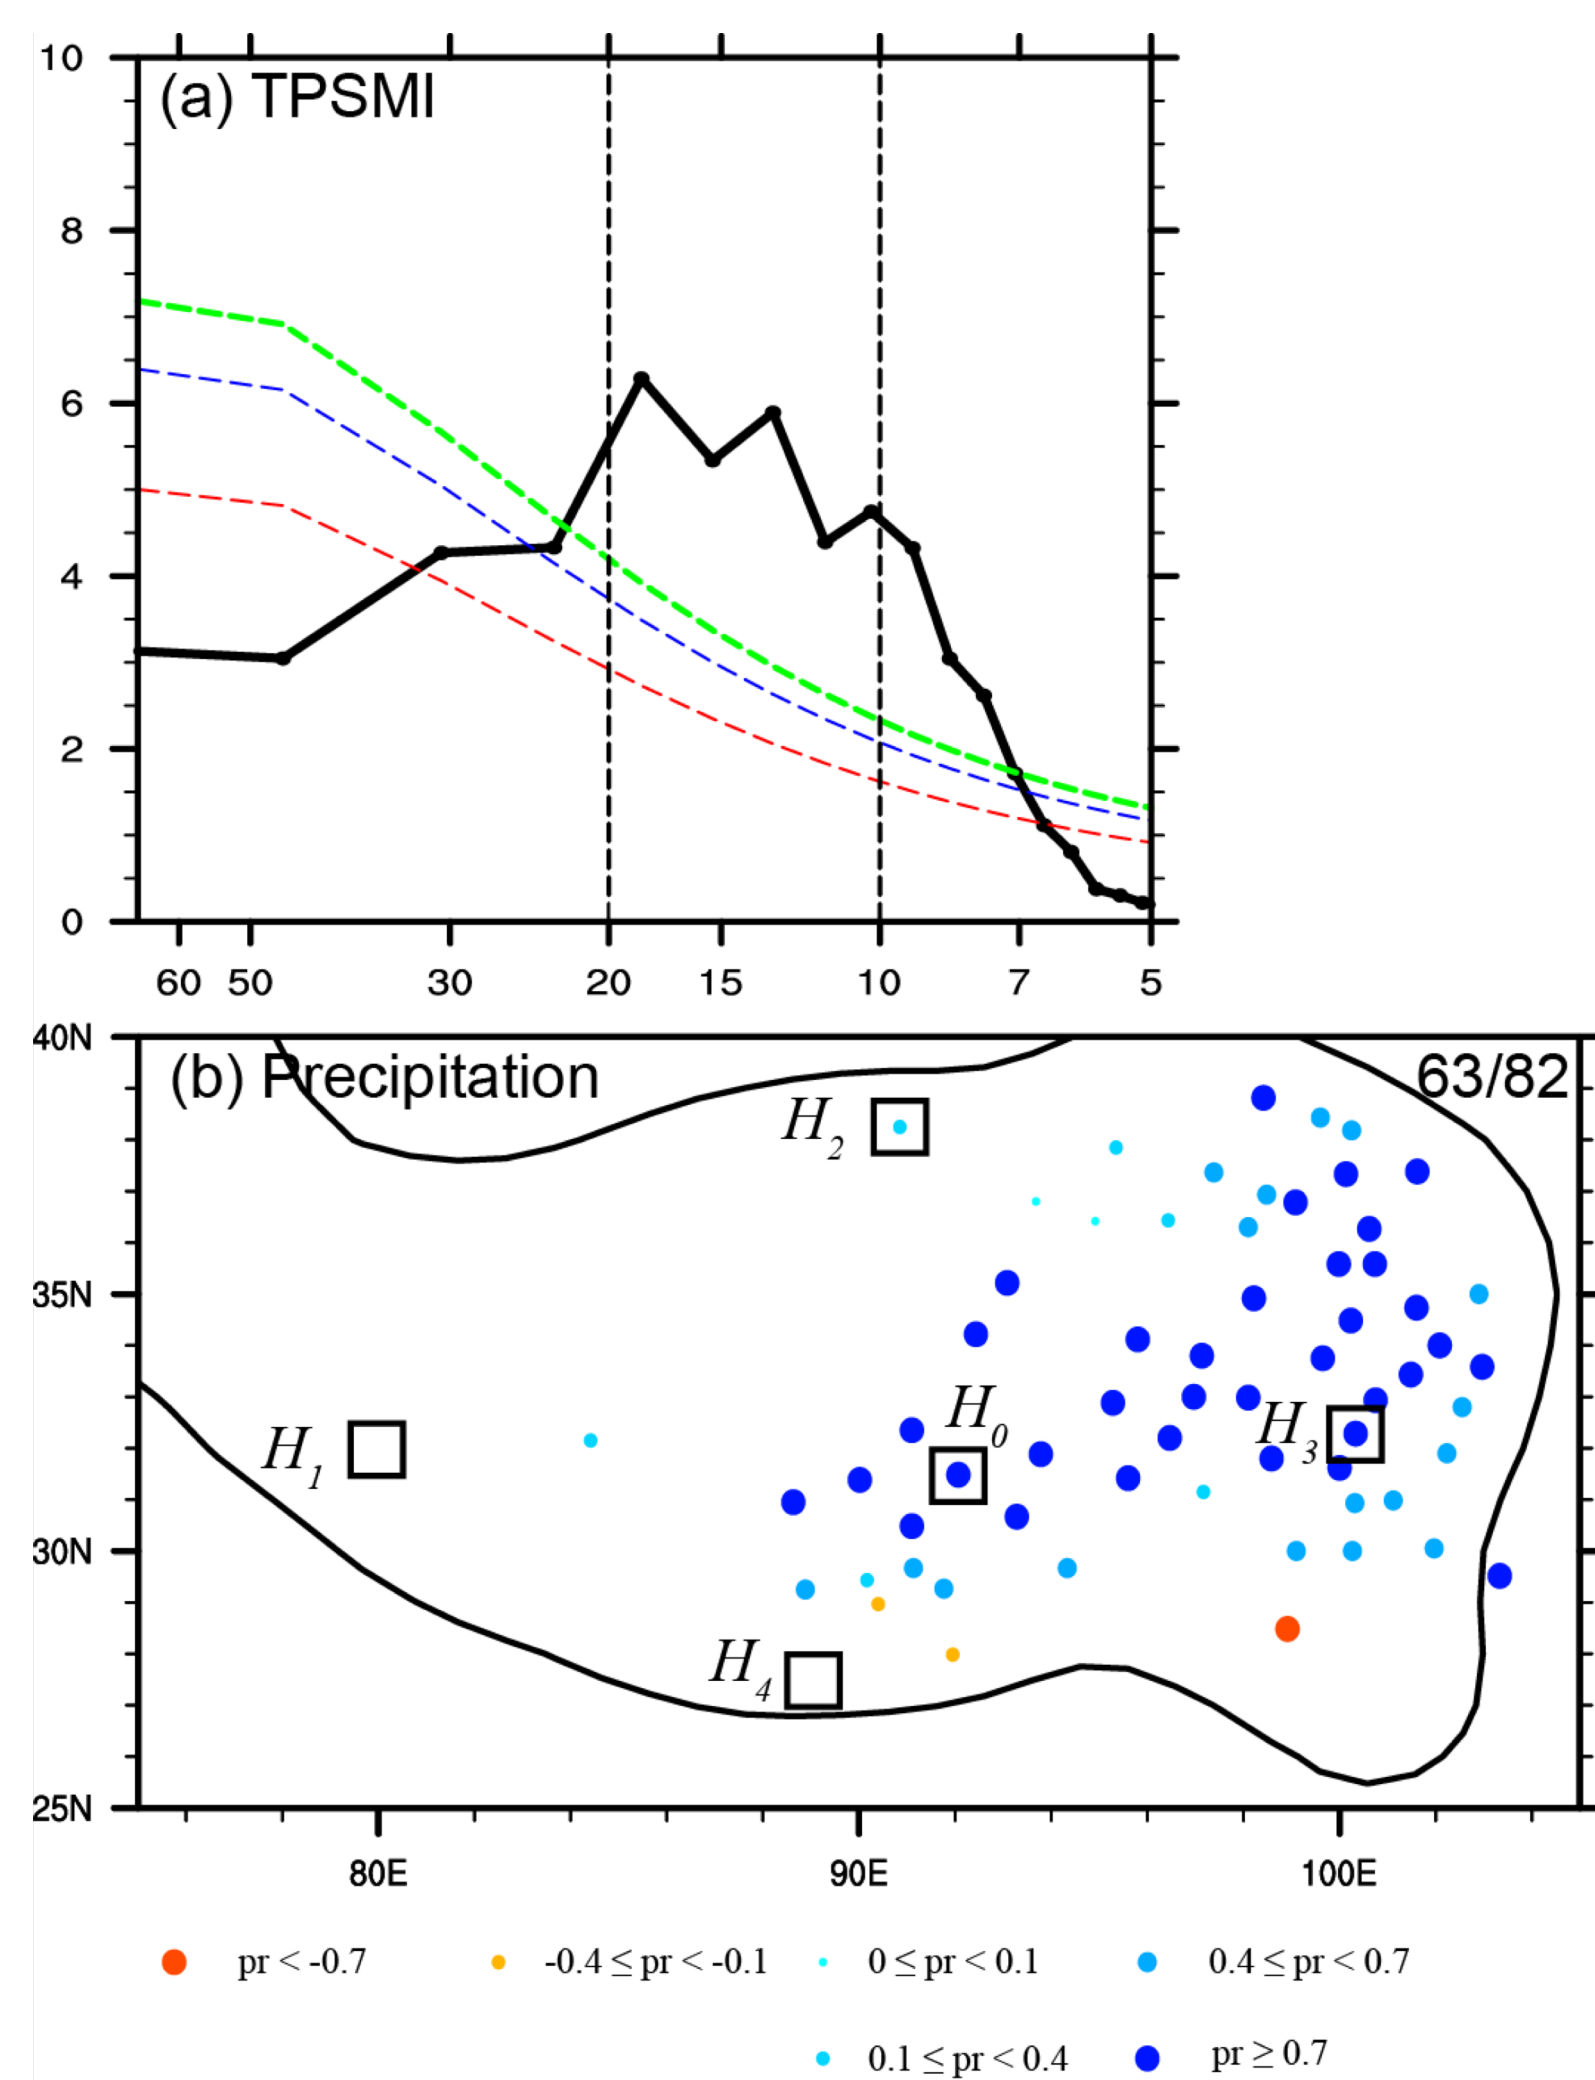 10
(a) TPSMI
8
6
4
2
0
60 50 30 20 15 10 7 5
40N
(b) Precipitation 63/82
H2
35N
H0
H3
H1
30N
H4
25N
80E 90E 100E
pr < -0.7 -0.4 ≤ pr < -0.1 0 ≤ pr < 0.1 0.4 ≤ pr < 0.7
0.1 ≤ pr < 0.4 pr ≥ 0.7